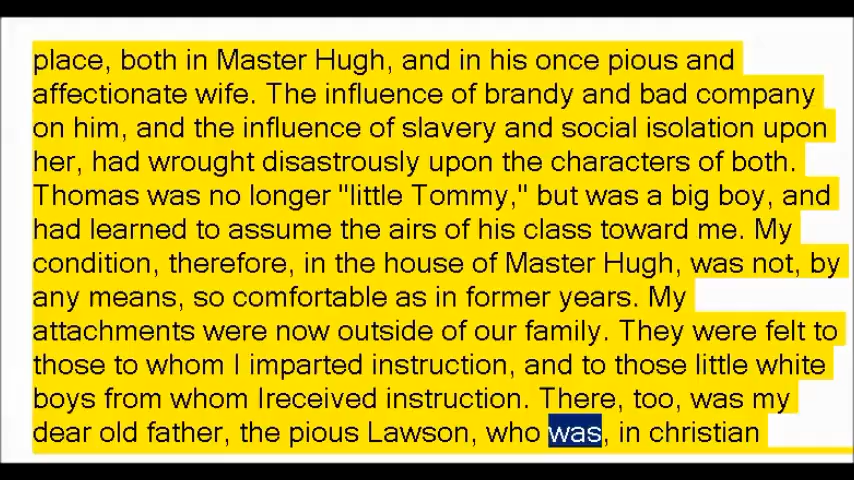 place, both in Master Hugh, and in his once pious and
affectionate wife. The influence of brandy and bad company
on him, and the influence of slavery and social isolation upon
her, had wrought disastrously upon the characters of both.
Thomas was no longer "little Tommy," but was a big boy, and
had learned to assume the airs of his class toward me. My
condition, therefore, in the house of Master Hugh, was not, by
any means, so comfortable as in former years. My
attachments were now outside of our family. They were felt to
those to whom I imparted instruction, and to those little white
boys from whom Ireceived instruction. There, too, was my
dear old father, the pious Lawson, who was, in christian